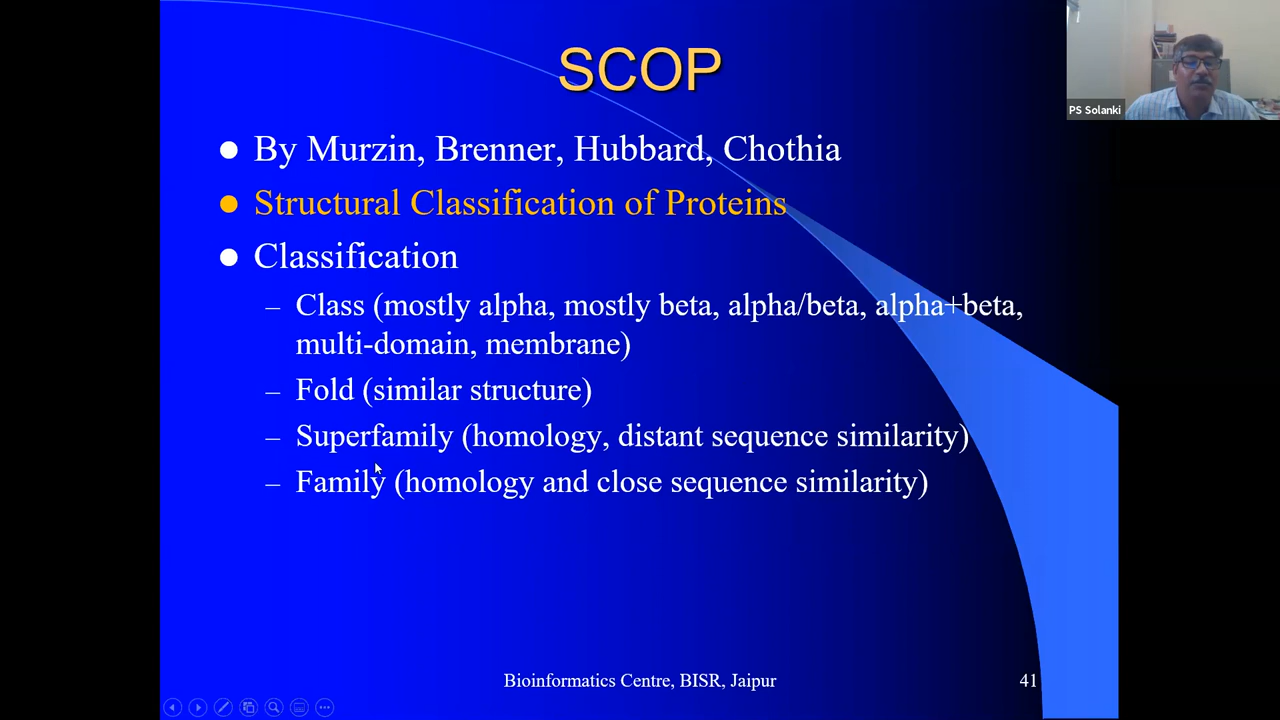 SCOP
PS Solanki
● By Murzin, Brenner, Hubbard, Chothia
● Structural Classification of Proteins
● Classification
– Class (mostly alpha, mostly beta, alpha/beta, alpha+beta,
multi-domain, membrane)
– Fold (similar structure)
– Superfamily (homology, distant sequence similarity)
– Family (homology and close sequence similarity)
Bioinformatics Centre, BISR, Jaipur
41